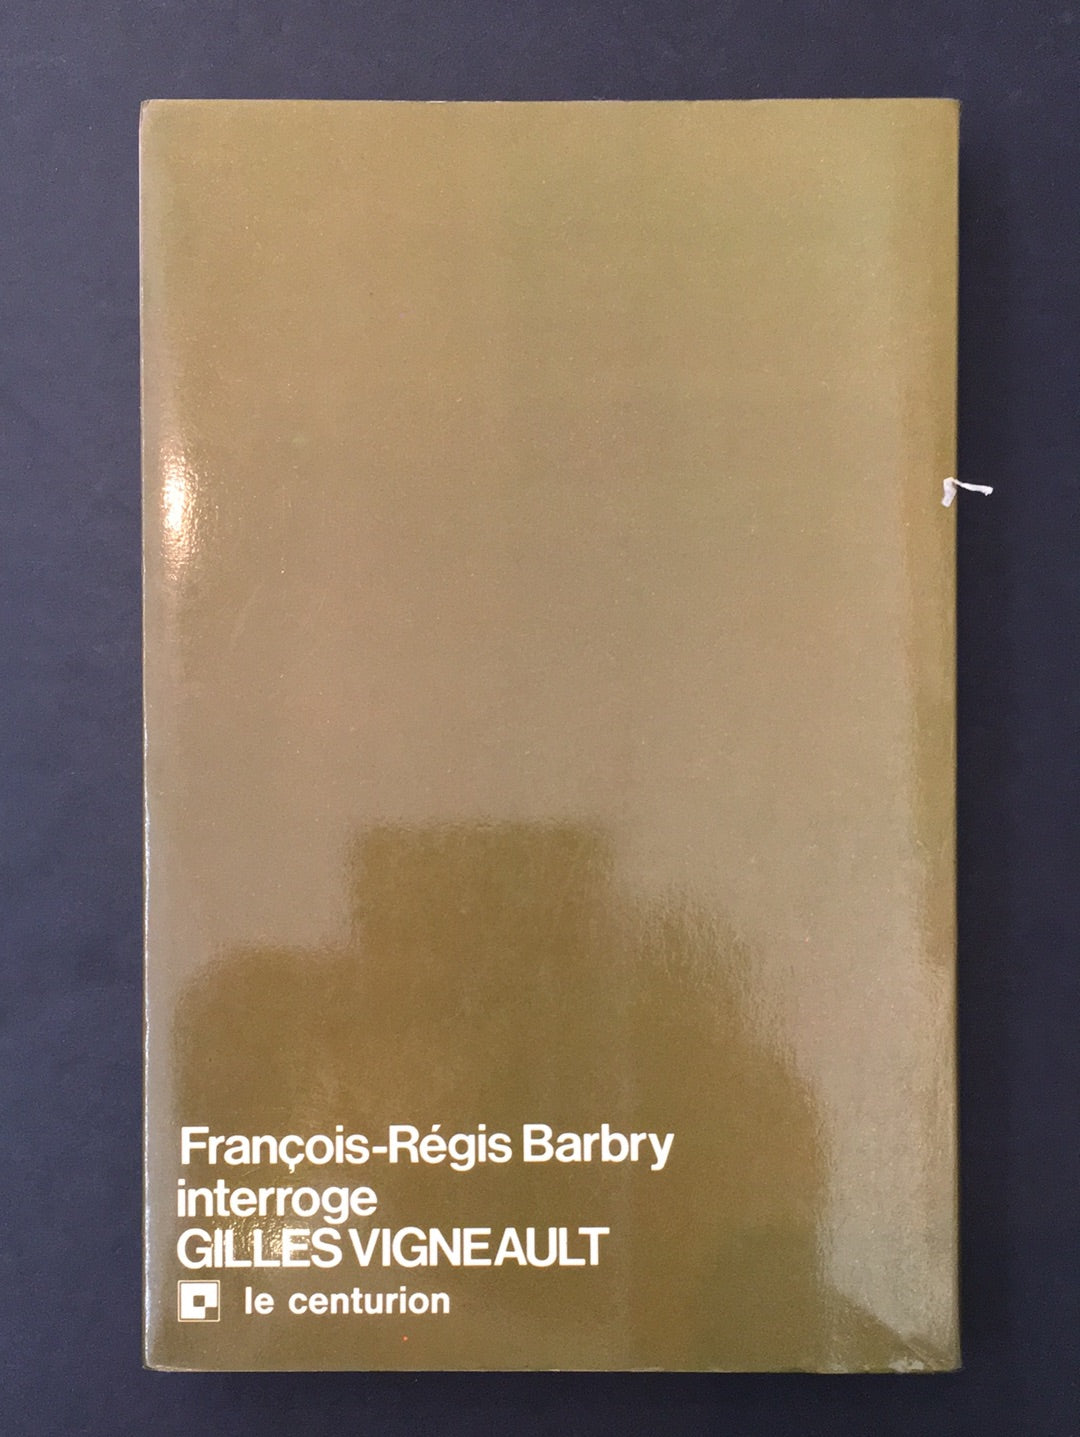 François-Régis Barbry
interroge
GILLES VIGNEAULT
le centurion